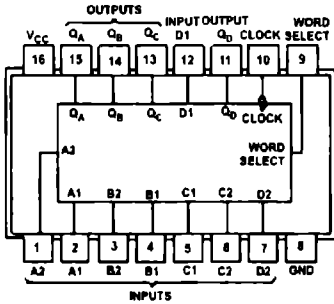 OUTPUTS
INPUT OUTPUT
WORD
VCC QA QB QC D1 QD CLOCK SELECT
16 15 14 13 12 11 10 9
QA QB QC D1 QD CLOCK
A2 WORD
SELECT
A1 B2 B1 C1 C2 D2
1 2 3 4 5 6 7 8
A2 A1 B2 B1 C1 C2 D2 GND
INPUTS